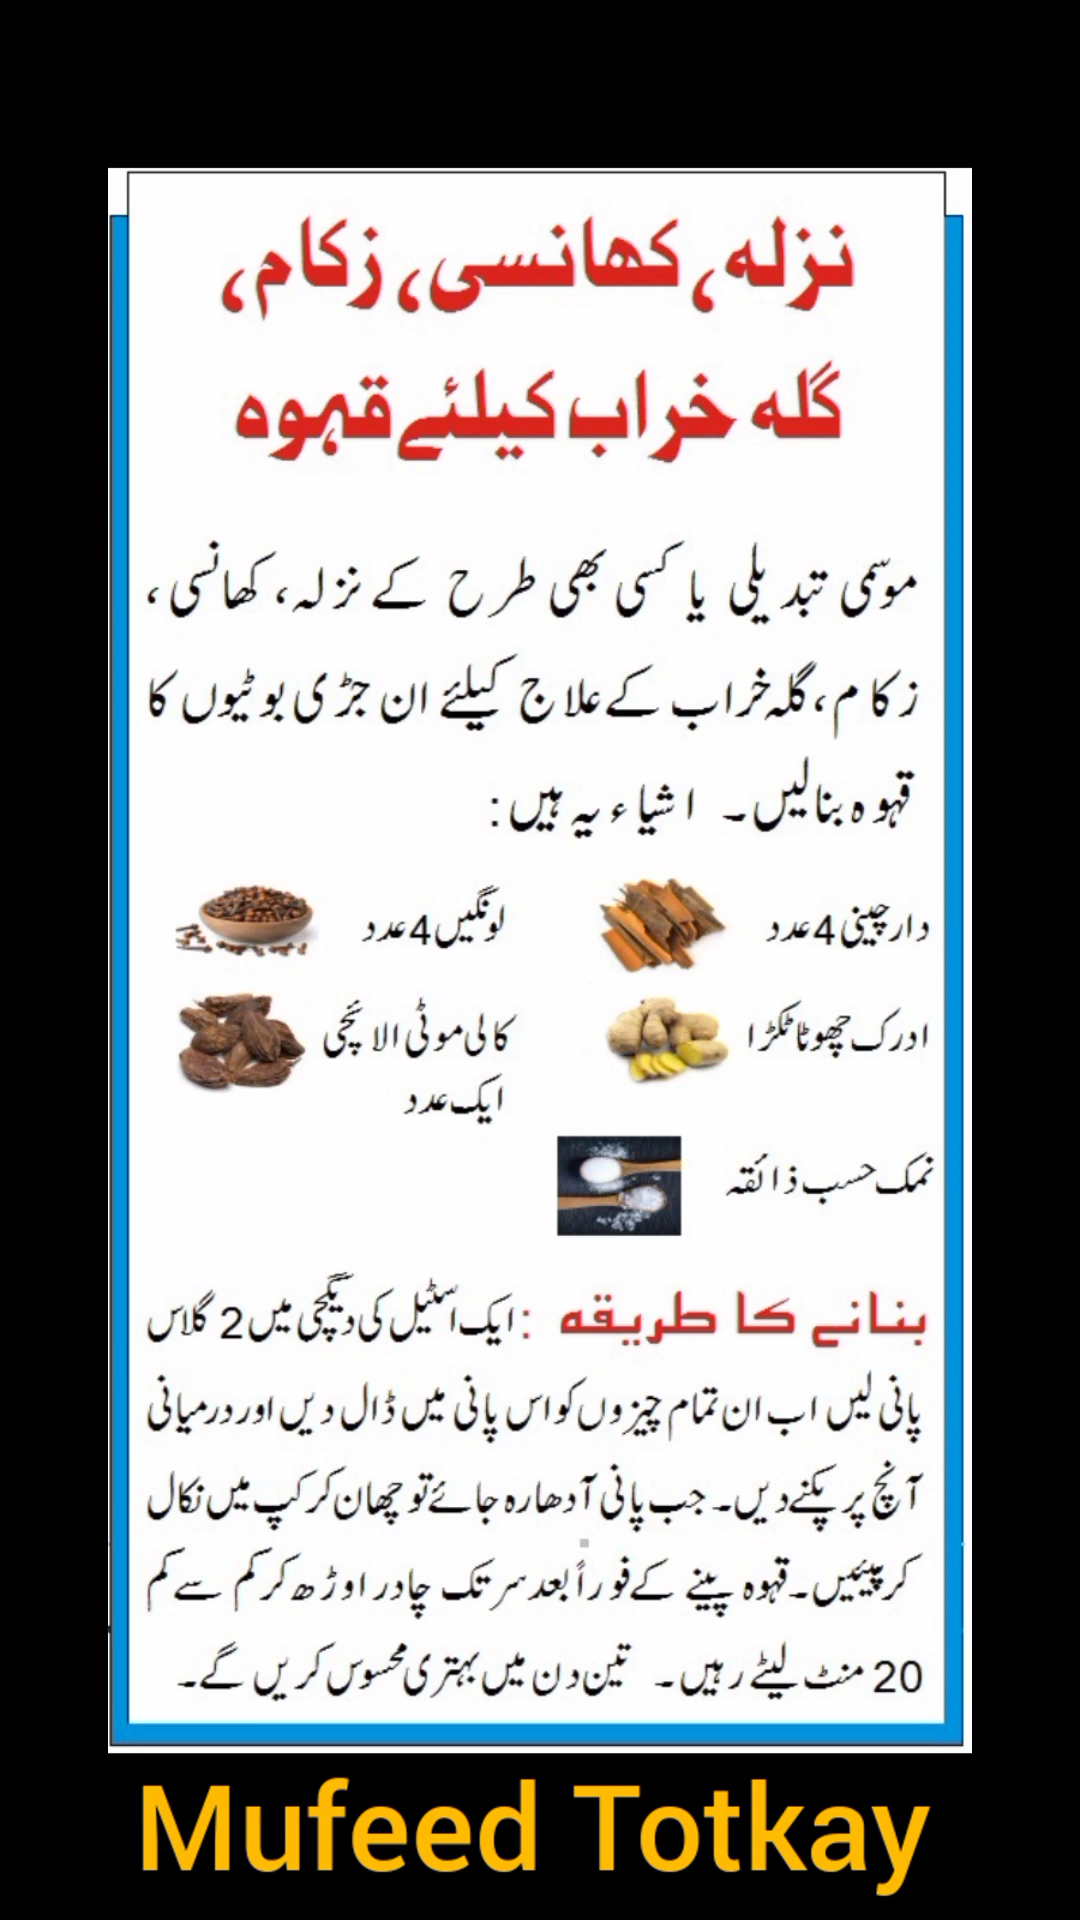 نزلہ، کھانسی، زکام،
گلہ خراب کیلئے قہوہ
موسمی تبدیلی یا کسی بھی طرح کے نزلہ، کھانسی،
زکام، گلہ خراب کے علاج کیلئے ان جڑی بوٹیوں کا
قہوہ بنالیں۔ اشیاء یہ ہیں:
دارچینی 4 عدد
لونگیں 4 عدد
ادرک چھوٹا ٹکڑا
کالی موٹی الائچی
ایک عدد
نمک حسب ذائقہ
بنانے کا طریقہ: ایک اسٹیل کی دیگچی میں 2 گلاس
پانی لیں اب ان تمام چیزوں کو اس پانی میں ڈال دیں اور درمیانی
آنچ پر پکنے دیں۔ جب پانی آدھا رہ جائے تو چھان کر کپ میں نکال
کر پیئیں۔ قہوہ پینے کے فوراً بعد سر تک چادر اوڑھ کر کم سے کم
20 منٹ لیٹے رہیں۔ تین دن میں بہتری محسوس کریں گے۔
Mufeed Totkay